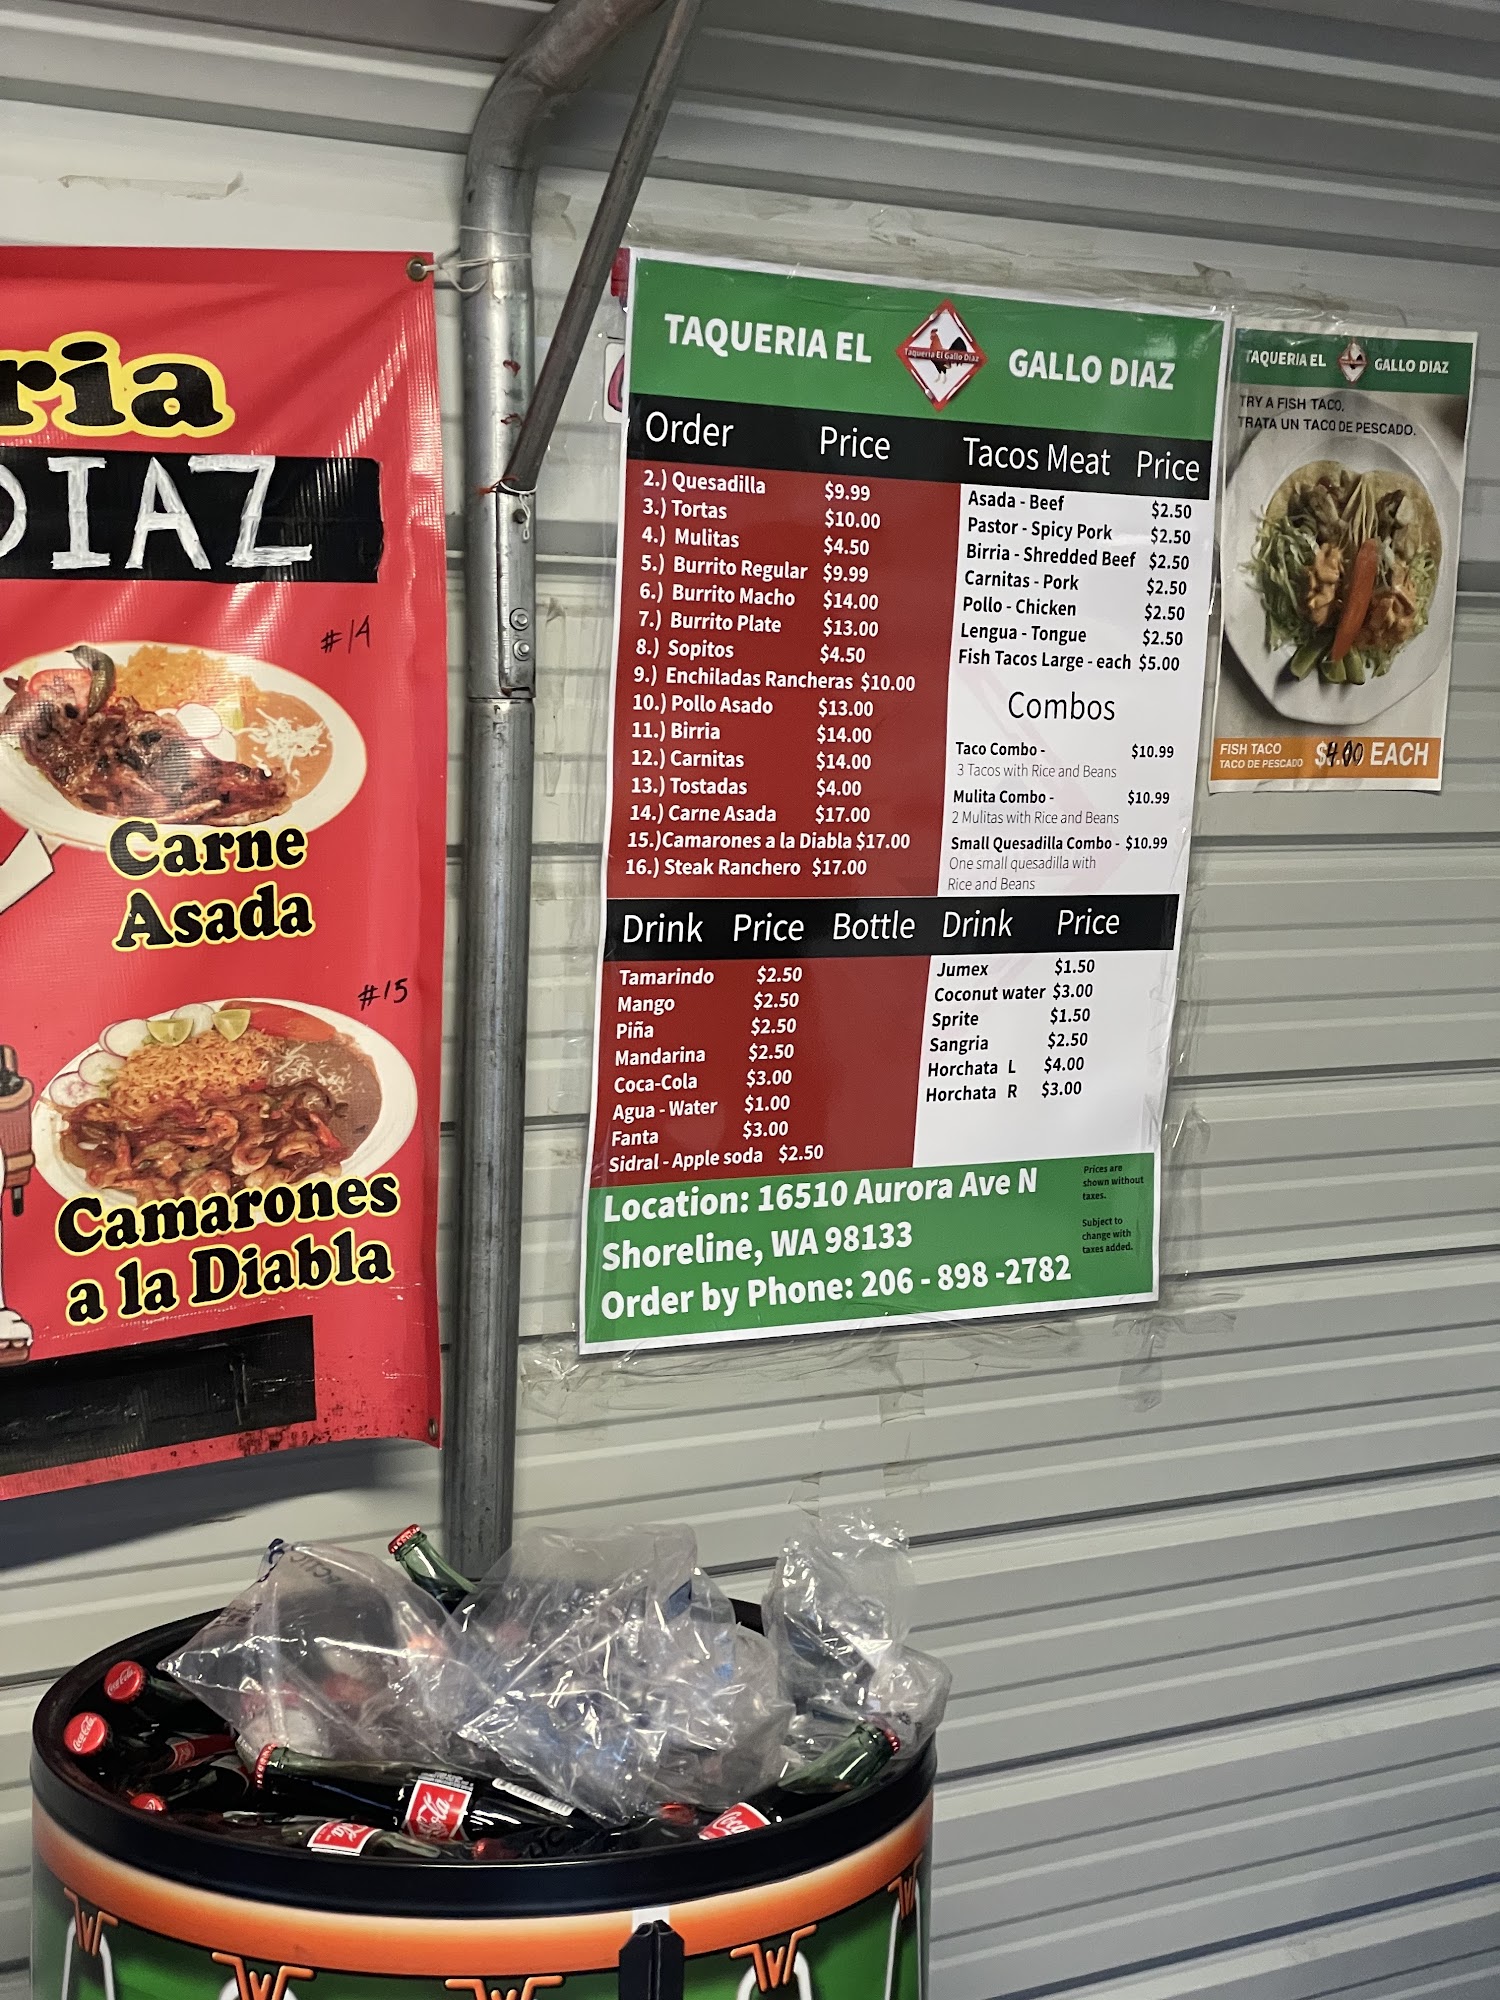 ria
DIAZ
#14
Carne
Asada
#15
Camarones
a la Diabla
TAQUERIA EL
Taqueria El Gallo Diaz
GALLO DIAZ
Order Price
2.) Quesadilla $9.99
3.) Tortas $10.00
4.) Mulitas $4.50
5.) Burrito Regular $9.99
6.) Burrito Macho $14.00
7.) Burrito Plate $13.00
8.) Sopitos $4.50
9.) Enchiladas Rancheras $10.00
10.) Pollo Asado $13.00
11.) Birria $14.00
12.) Carnitas $14.00
13.) Tostadas $4.00
14.) Carne Asada $17.00
15.)Camarones a la Diabla $17.00
16.) Steak Ranchero $17.00
Tacos Meat Price
Asada - Beef $2.50
Pastor - Spicy Pork $2.50
Birria - Shredded Beef $2.50
Carnitas - Pork $2.50
Pollo - Chicken $2.50
Lengua - Tongue $2.50
Fish Tacos Large - each $5.00
Combos
Taco Combo - $10.99
3 Tacos with Rice and Beans
Mulita Combo - $10.99
2 Mulitas with Rice and Beans
Small Quesadilla Combo - $10.99
One small quesadilla with
Rice and Beans
Drink Price Bottle Drink Price
Tamarindo $2.50
Mango $2.50
Piña $2.50
Mandarina $2.50
Coca-Cola $3.00
Agua - Water $1.00
Fanta $3.00
Sidral - Apple soda $2.50
Jumex $1.50
Coconut water $3.00
Sprite $1.50
Sangria $2.50
Horchata L $4.00
Horchata R $3.00
Location: 16510 Aurora Ave N
Shoreline, WA 98133
Order by Phone: 206 - 898 -2782
Prices are
shown without
taxes.
Subject to
change with
taxes added.
TAQUERIA EL GALLO DIAZ
TRY A FISH TACO.
TRATA UN TACO DE PESCADO.
FISH TACO
TACO DE PESCADO
$4.00 EACH
Coca-Cola
Coca-Cola